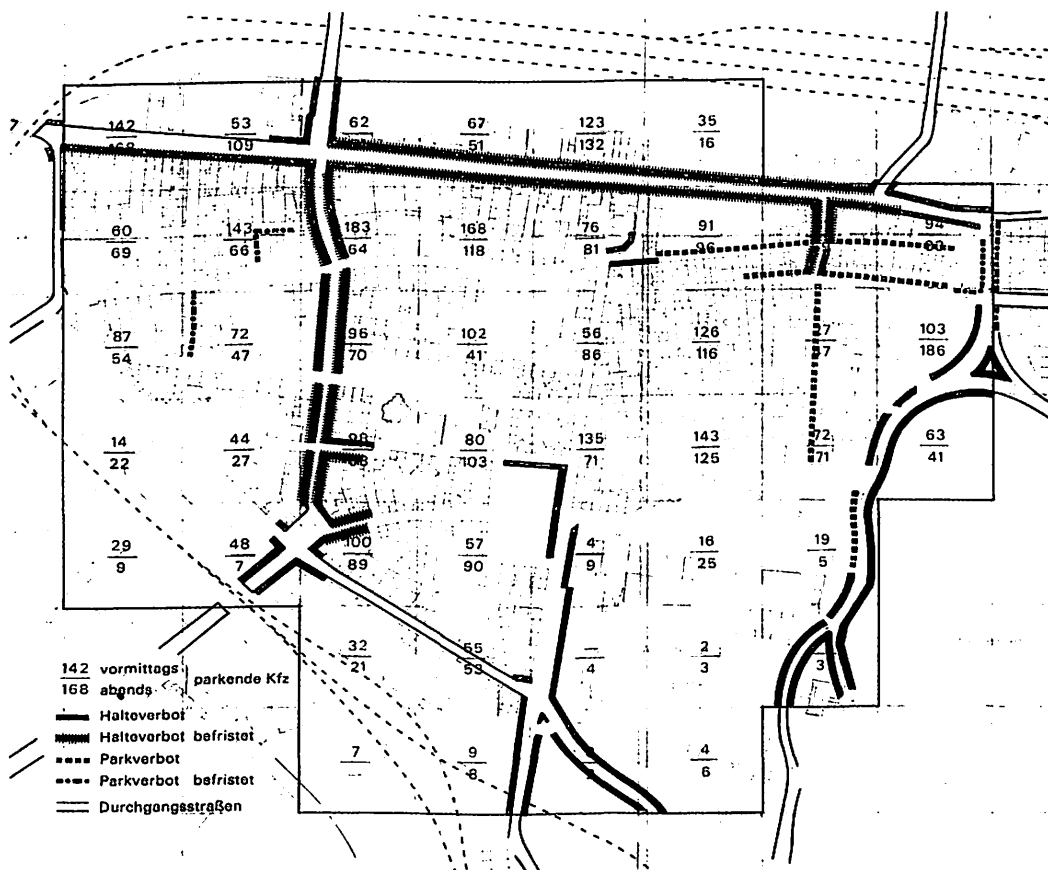 142 53 62 67 123 35
168 109 51 132 16
60 143 183 168 76 91 94
69 66 64 118 81 96
87 72 96 102 56 126 103
54 47 70 41 86 116 186
14 44 80 135 143 72 63
22 27 103 71 125 71 41
29 48 100 57 4 16 19
9 7 89 90 9 25 5
32 55 – 2
21 53 4 3 3
7 9 4
– 8 6
142 vormittags
168 abends
parkende Kfz
Halteverbot
Halteverbot befristet
Parkverbot
Parkverbot befristet
Durchgangsstraßen